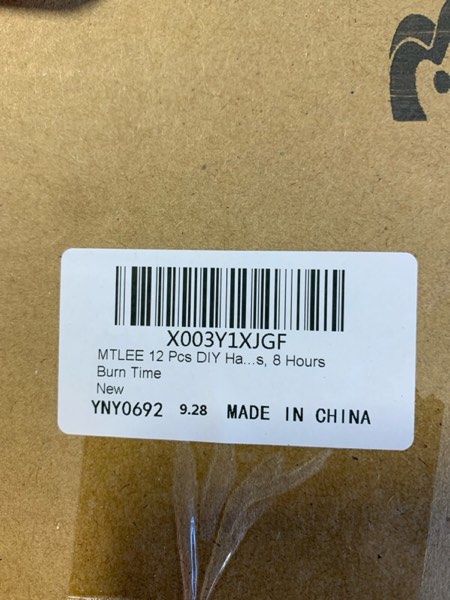 X003Y1XJGF
MTLEE 12 Pcs DIY Ha...s, 8 Hours
Burn Time
New
YNY0692 9.28 MADE IN CHINA